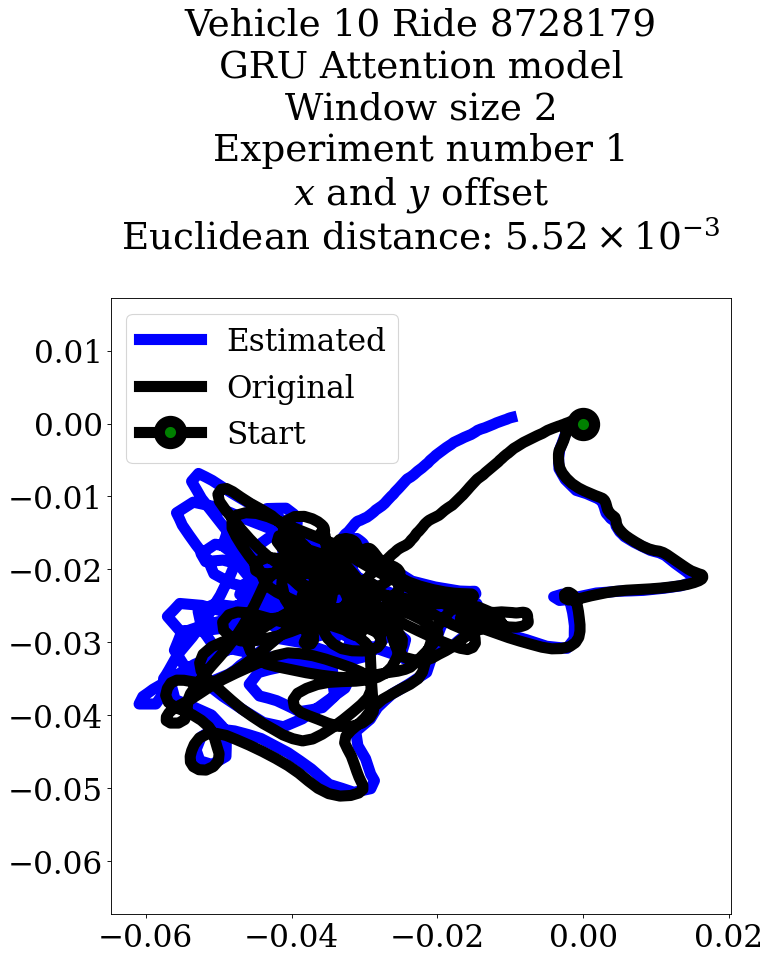 Vehicle 10 Ride 8728179
GRU Attention model
Window size 2
Experiment number 1
x and y offset
Euclidean distance: 5.52 × 10⁻³
Estimated
Original
Start
0.01
0.00
−0.01
−0.02
−0.03
−0.04
−0.05
−0.06
−0.06 −0.04 −0.02 0.00 0.02